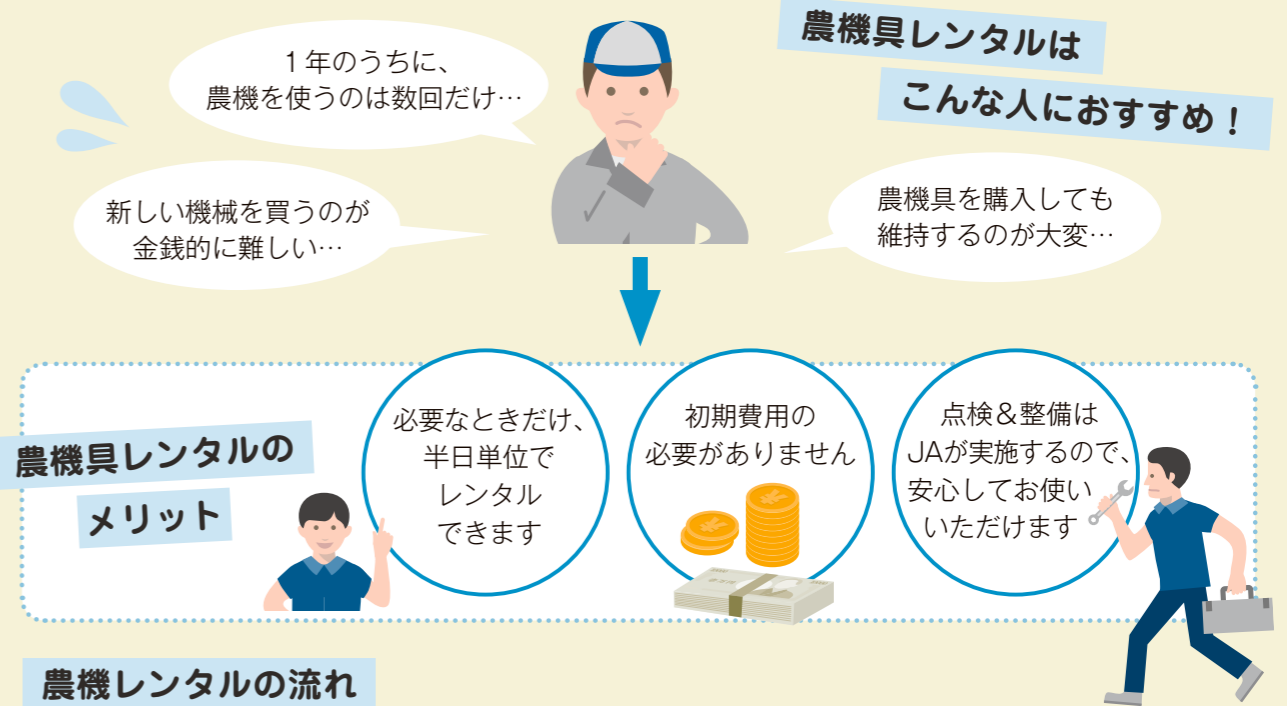 農機具レンタルは
こんな人におすすめ！
１年のうちに、
農機を使うのは数回だけ…
新しい機械を買うのが
金銭的に難しい…
農機具を購入しても
維持するのが大変…
農機具レンタルの
メリット
必要なときだけ、
半日単位で
レンタル
できます
初期費用の
必要がありません
点検＆整備は
JAが実施するので、
安心してお使い
いただけます
農機レンタルの流れ